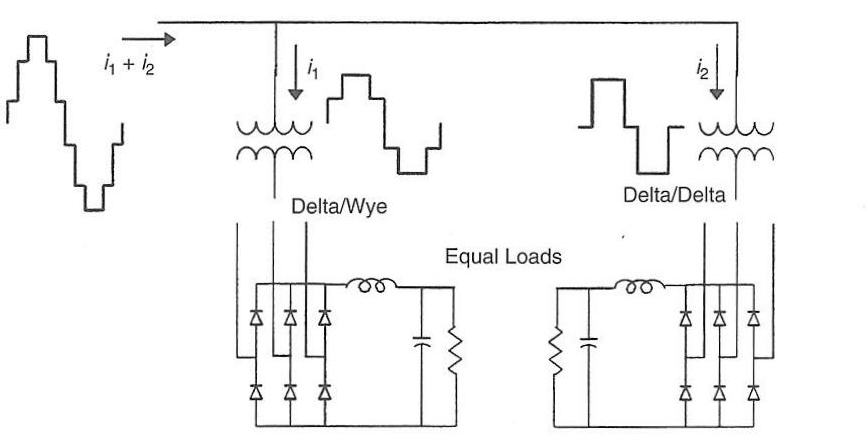 i₁ + i₂
i₁
i₂
Delta/Wye
Delta/Delta
Equal Loads